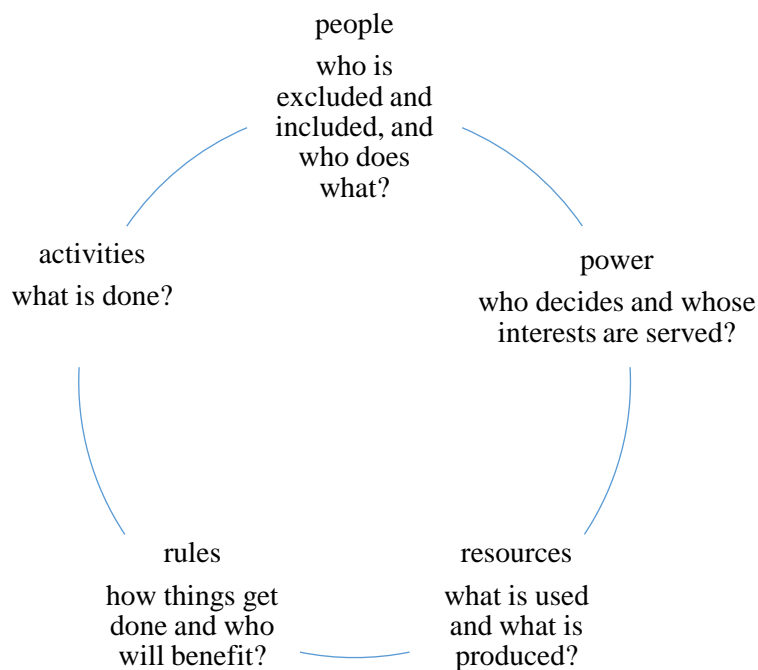 people
who is
excluded and
included, and
who does
what?
power
who decides and whose
interests are served?
resources
what is used
and what is
produced?
rules
how things get
done and who
will benefit?
activities
what is done?